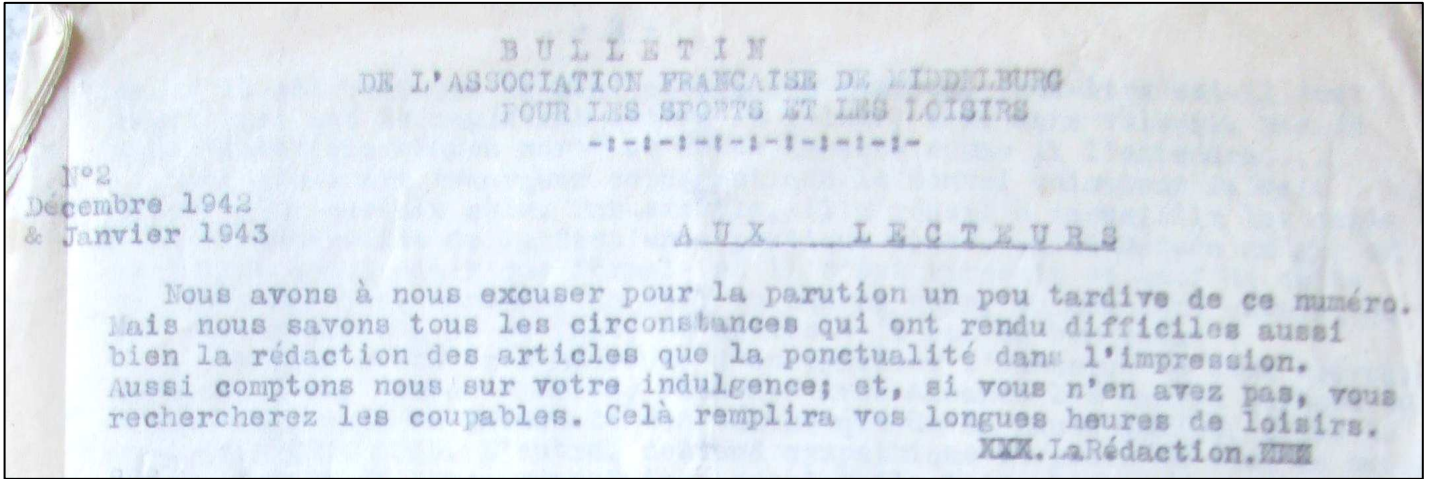 B U L L E T I N
DE L'ASSOCIATION FRANCAISE DE MIDDELBURG
POUR LES SPORTS ET LES LOISIRS
-:-:-:-:-:-:-:-:-
N°2
Décembre 1942
& Janvier 1943
A U X L E C T E U R S
Nous avons à nous excuser pour la parution un peu tardive de ce numéro.
Mais nous savons tous les circonstances qui ont rendu difficiles aussi
bien la rédaction des articles que la ponctualité dans l'impression.
Aussi comptons nous sur votre indulgence; et, si vous n'en avez pas, vous
rechercherez les coupables. Celà remplira vos longues heures de loisirs.
XXX.LaRédaction.XXX